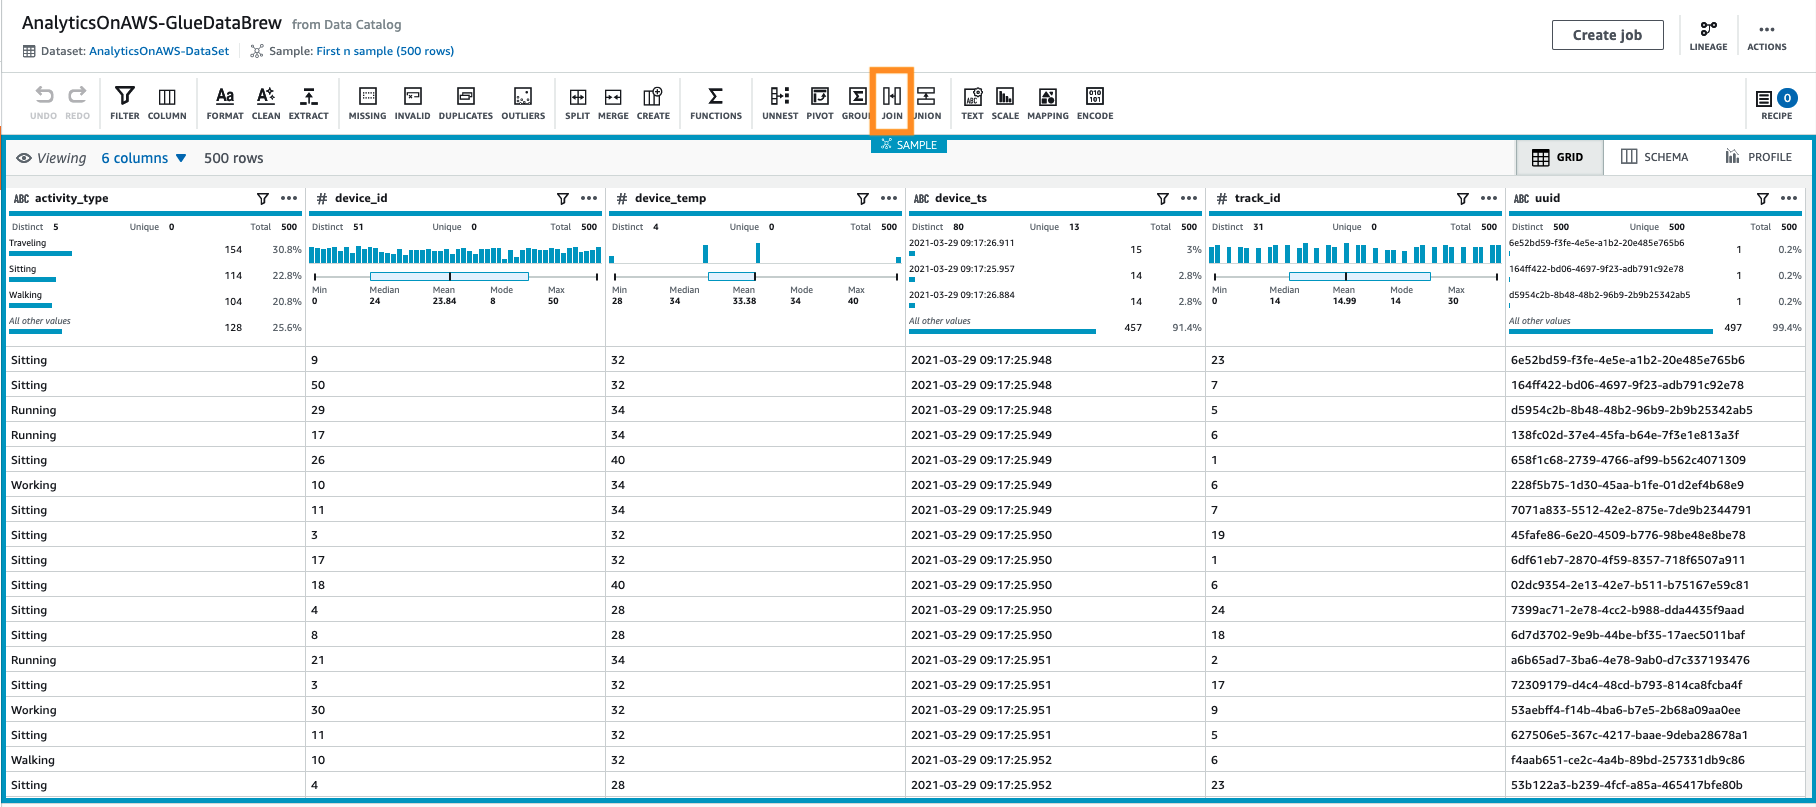 AnalyticsOnAWS-GlueDataBrew from Data Catalog
Dataset: AnalyticsOnAWS-DataSet Sample: First n sample (500 rows)
Create job
LINEAGE
ACTIONS
UNDO REDO FILTER COLUMN FORMAT CLEAN EXTRACT MISSING INVALID DUPLICATES OUTLIERS SPLIT MERGE CREATE FUNCTIONS UNNEST PIVOT GROUP JOIN UNION TEXT SCALE MAPPING ENCODE
0
RECIPE
SAMPLE
Viewing 6 columns 500 rows
GRID SCHEMA PROFILE
ABC activity_type # device_id # device_temp ABC device_ts # track_id ABC uuid
Distinct 5 Unique 0 Total 500 Distinct 51 Unique 0 Total 500 Distinct 4 Unique 0 Total 500 Distinct 80 Unique 13 Total 500 Distinct 31 Unique 0 Total 500 Distinct 500 Unique 500 Total 500
Traveling 154 30.8% 2021-03-29 09:17:26.911 15 3% 6e52bd59-f3fe-4e5e-a1b2-20e485e765b6 1 0.2%
Sitting 114 22.8% 2021-03-29 09:17:25.957 14 2.8% 164ff422-bd06-4697-9f23-adb791c92e78 1 0.2%
Walking 104 20.8% Min Median Mean Mode Max Min Median Mean Mode Max 2021-03-29 09:17:26.884 14 2.8% Min Median Mean Mode Max d5954c2b-8b48-48b2-96b9-2b9b25342ab5 1 0.2%
0 24 23.84 8 50 28 34 33.38 34 40 0 14 14.99 14 30
All other values 128 25.6% All other values 457 91.4% All other values 497 99.4%
Sitting 9 32 2021-03-29 09:17:25.948 23 6e52bd59-f3fe-4e5e-a1b2-20e485e765b6
Sitting 50 32 2021-03-29 09:17:25.948 7 164ff422-bd06-4697-9f23-adb791c92e78
Running 29 34 2021-03-29 09:17:25.948 5 d5954c2b-8b48-48b2-96b9-2b9b25342ab5
Running 17 34 2021-03-29 09:17:25.949 6 138fc02d-37e4-45fa-b64e-7f3e1e813a3f
Sitting 26 40 2021-03-29 09:17:25.949 1 658f1c68-2739-4766-af99-b562c4071309
Working 10 34 2021-03-29 09:17:25.949 6 228f5b75-1d30-45aa-b1fe-01d2ef4b68e9
Sitting 11 34 2021-03-29 09:17:25.949 7 7071a833-5512-42e2-875e-7de9b2344791
Sitting 3 32 2021-03-29 09:17:25.950 19 45fafe86-6e20-4509-b776-98be48e8be78
Sitting 17 32 2021-03-29 09:17:25.950 1 6df61eb7-2870-4f59-8357-718f6507a911
Sitting 18 40 2021-03-29 09:17:25.950 6 02dc9354-2e13-42e7-b511-b75167e59c81
Sitting 4 28 2021-03-29 09:17:25.950 24 7399ac71-2e78-4cc2-b988-dda4435f9aad
Sitting 8 28 2021-03-29 09:17:25.950 18 6d7d3702-9e9b-44be-bf35-17aec5011baf
Running 21 34 2021-03-29 09:17:25.951 2 a6b65ad7-3ba6-4e78-9ab0-d7c337193476
Sitting 3 32 2021-03-29 09:17:25.951 17 72309179-d4c4-48cd-b793-814ca8fcba4f
Working 30 32 2021-03-29 09:17:25.951 9 53aebff4-f14b-4ba6-b7e5-2b68a09aa0ee
Sitting 11 32 2021-03-29 09:17:25.951 5 627506e5-367c-4217-baae-9deba28678a1
Walking 10 32 2021-03-29 09:17:25.952 6 f4aab651-ce2c-4a4b-89bd-257331db9c86
Sitting 4 28 2021-03-29 09:17:25.952 23 53b122a3-b239-4fcf-a85a-465417bfe80b